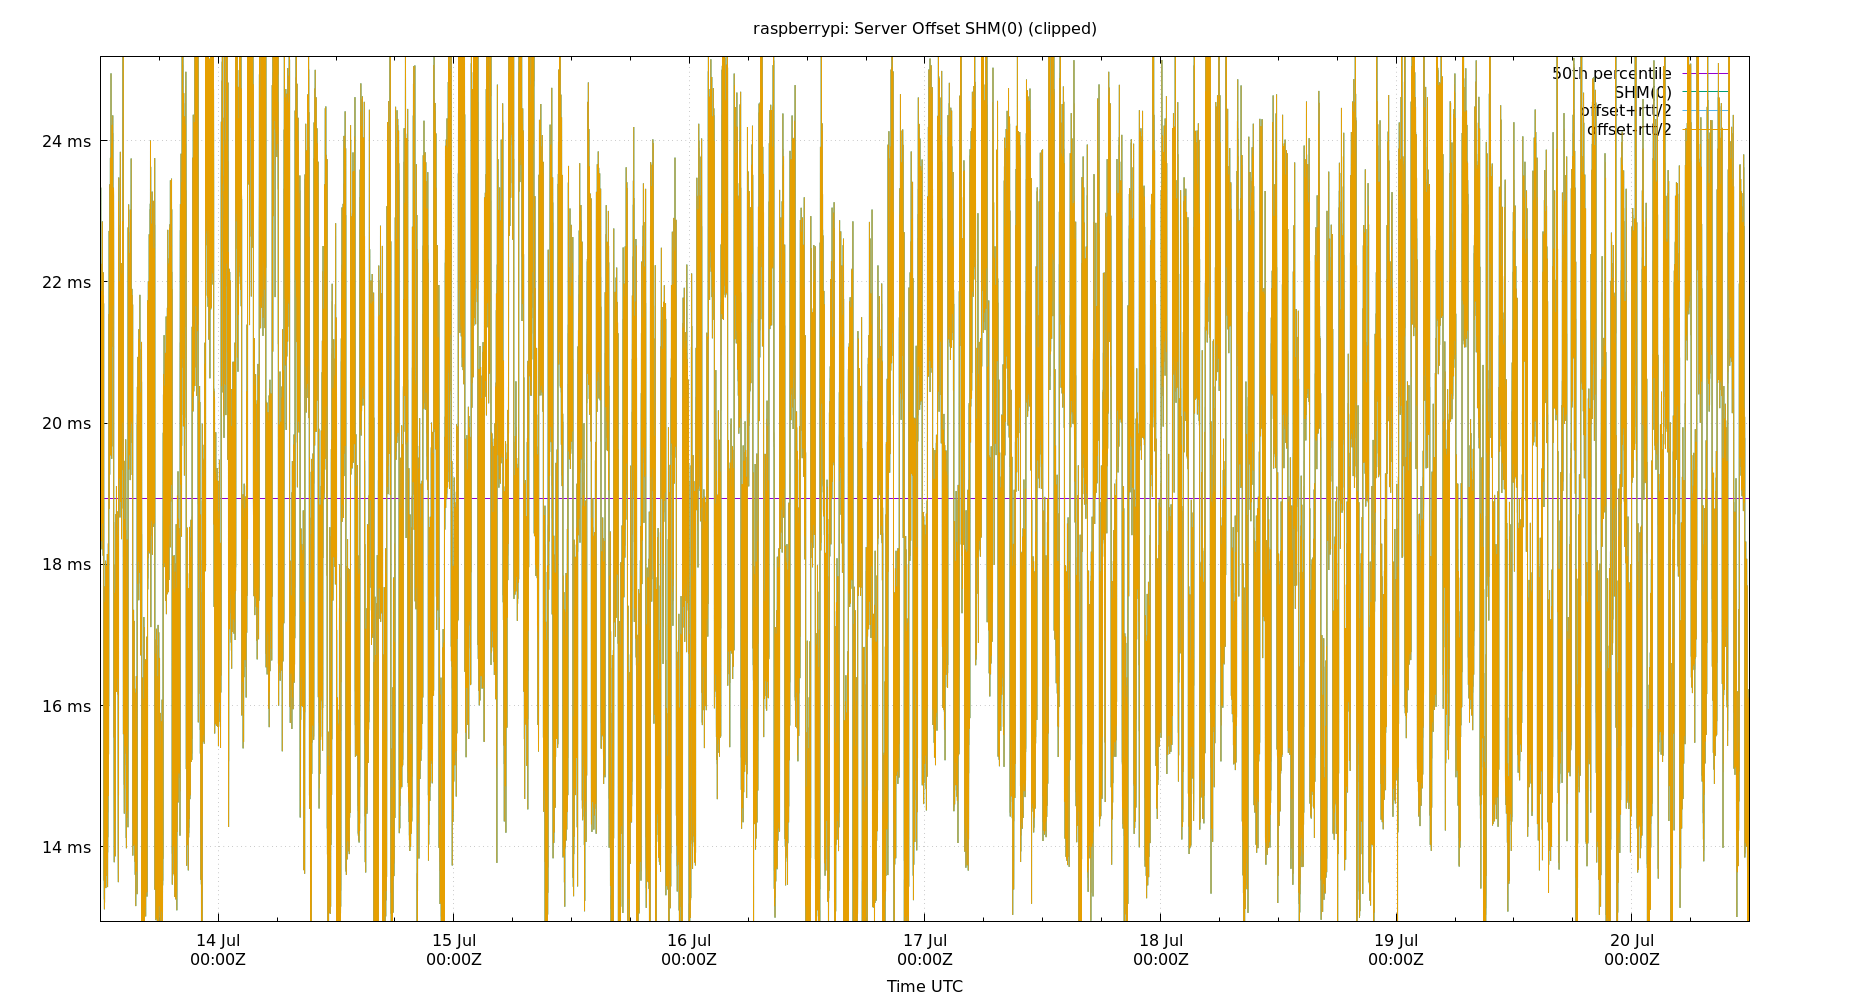 raspberrypi: Server Offset SHM(0) (clipped)
50th percentile
SHM(0)
offset+rtt/2
offset-rtt/2
24 ms
22 ms
20 ms
18 ms
16 ms
14 ms
14 Jul 15 Jul 16 Jul 17 Jul 18 Jul 19 Jul 20 Jul
00:00Z 00:00Z 00:00Z 00:00Z 00:00Z 00:00Z 00:00Z
Time UTC